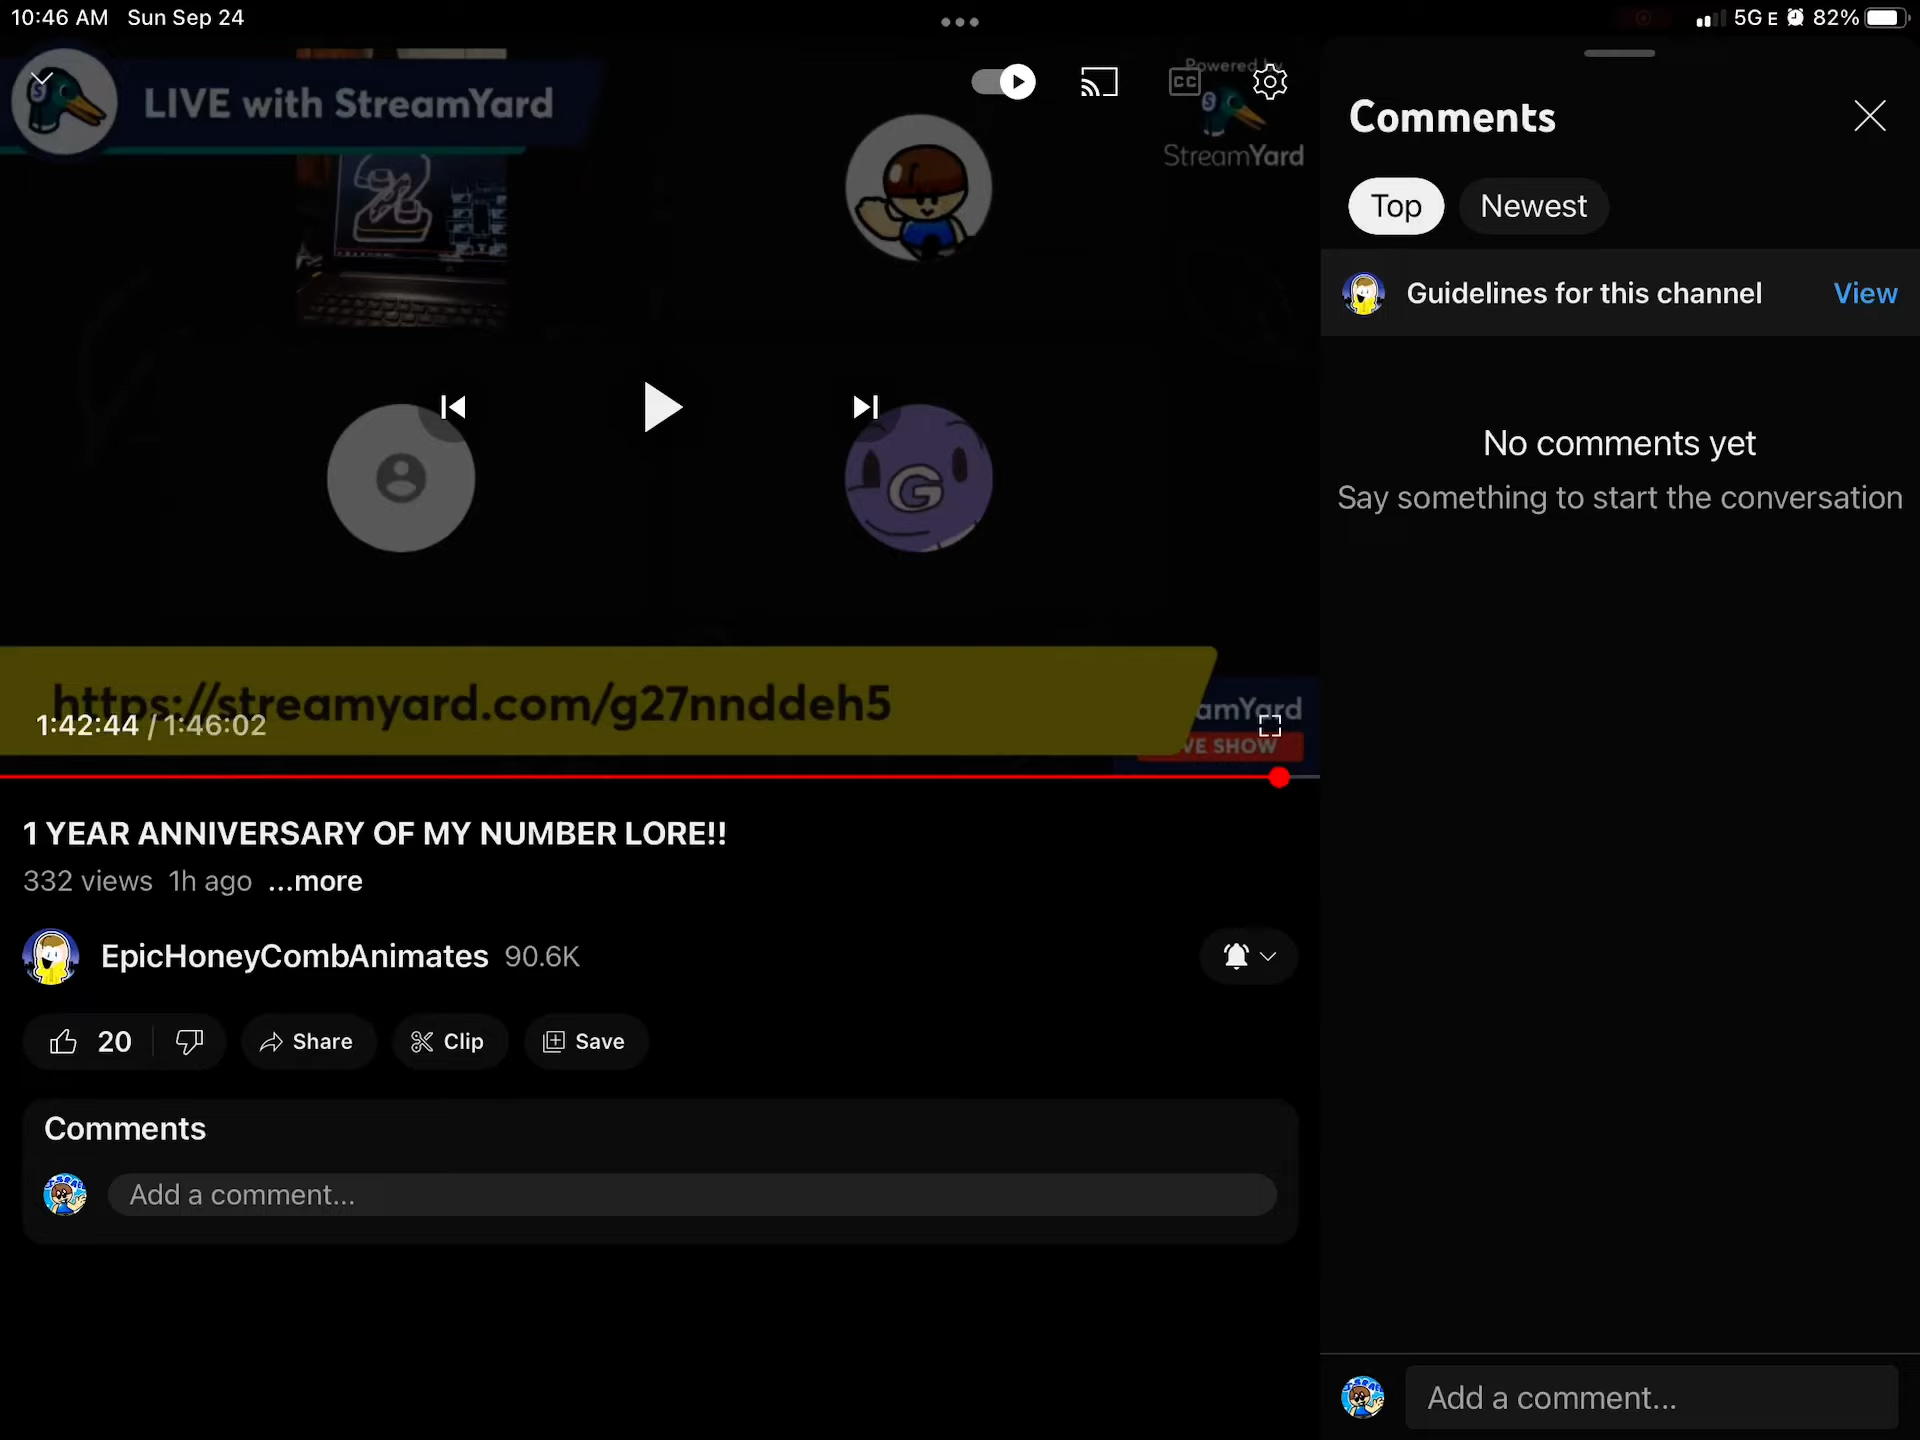 10:46 AM Sun Sep 24
5G E 82%
LIVE with StreamYard
CC
Powered by
StreamYard
S
G
https://streamyard.com/g27nnddeh5
1:42:44 / 1:46:02
amYard
VE SHOW
1 YEAR ANNIVERSARY OF MY NUMBER LORE!!
332 views 1h ago ...more
EpicHoneyCombAnimates 90.6K
20 Share Clip Save
Comments
Add a comment...
Comments
Top Newest
Guidelines for this channel View
No comments yet
Say something to start the conversation
Add a comment...